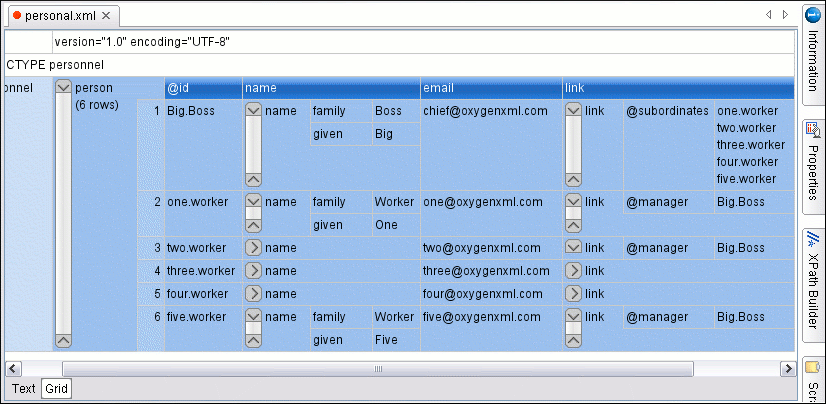 personal.xml
version="1.0" encoding="UTF-8"
CTYPE personnel
onnel person @id name email link
(6 rows)
1 Big.Boss name family Boss chief@oxygenxml.com link @subordinates one.worker
given Big two.worker
three.worker
four.worker
five.worker
2 one.worker name family Worker one@oxygenxml.com link @manager Big.Boss
given One
3 two.worker name two@oxygenxml.com link @manager Big.Boss
4 three.worker name three@oxygenxml.com link
5 four.worker name four@oxygenxml.com link
6 five.worker name family Worker five@oxygenxml.com link @manager Big.Boss
given Five
Text Grid
Information
Properties
XPath Builder
Scra